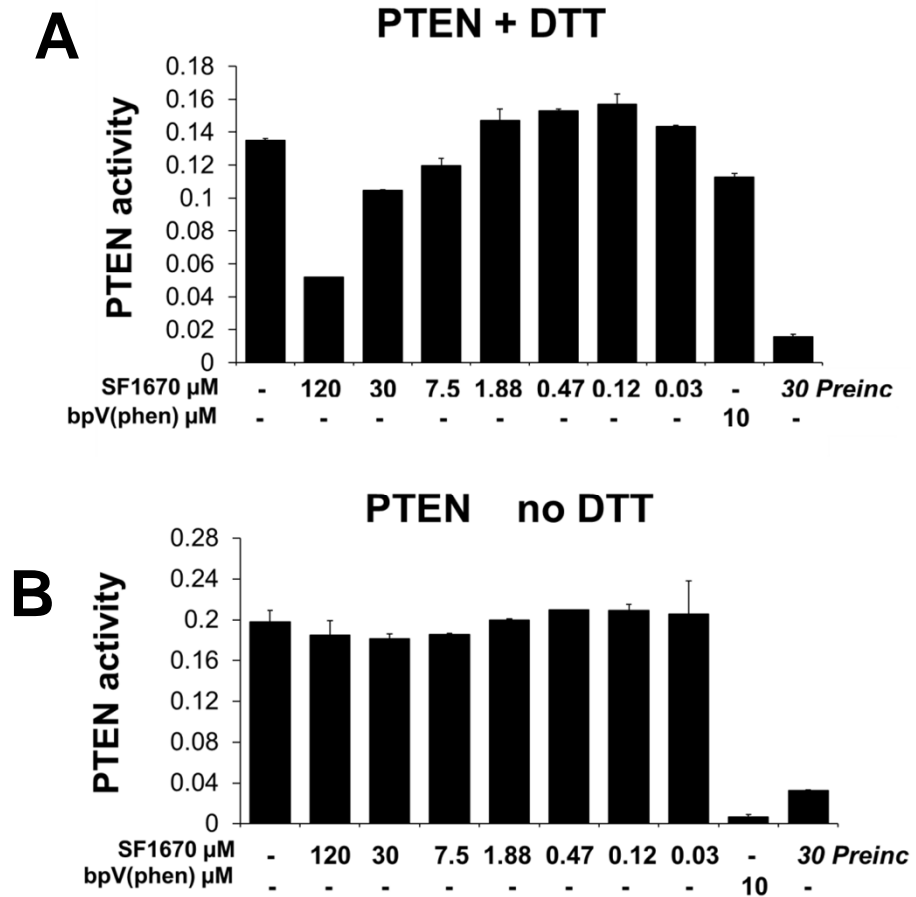 A
PTEN + DTT
PTEN activity
0.18
0.16
0.14
0.12
0.1
0.08
0.06
0.04
0.02
0
SF1670 µM - 120 30 7.5 1.88 0.47 0.12 0.03 - 30 Preinc
bpV(phen) µM - - - - - - - - 10 -
B
PTEN no DTT
PTEN activity
0.28
0.24
0.2
0.16
0.12
0.08
0.04
0
SF1670 µM - 120 30 7.5 1.88 0.47 0.12 0.03 - 30 Preinc
bpV(phen) µM - - - - - - - - 10 -